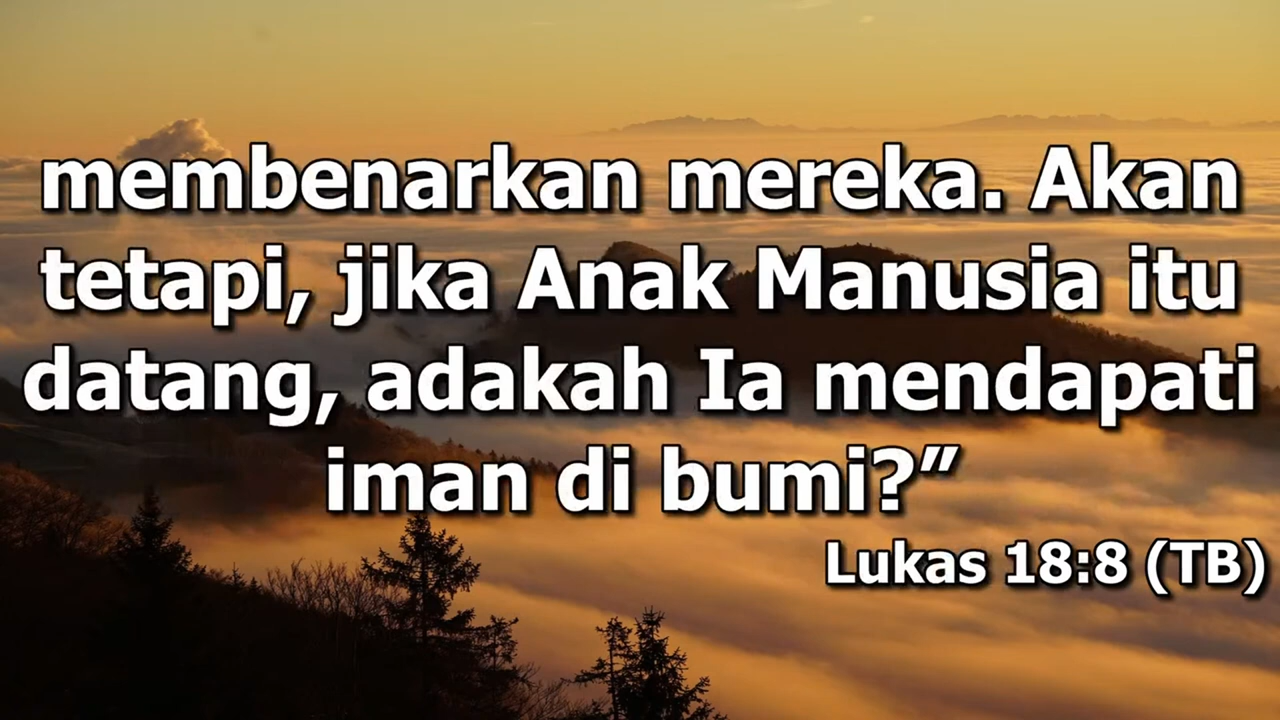 membenarkan mereka. Akan
tetapi, jika Anak Manusia itu
datang, adakah Ia mendapati
iman di bumi?”
Lukas 18:8 (TB)